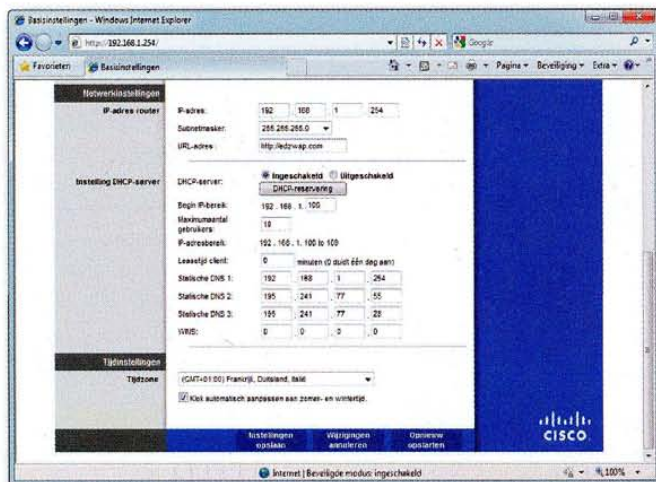 Basisinstellingen - Windows Internet Explorer
http://192.168.1.254/
Google
Favorieten Basisinstellingen
Pagina Beveiliging Extra
Netwerkinstellingen
IP-adres router IP-adres: 192 . 168 . 1 . 254
Subnetmasker: 255.255.255.0
URL-adres : http://edzwap.com
Instelling DHCP-server DHCP-server: Ingeschakeld Uitgeschakeld
DHCP-reservering
Begin IP-bereik: 192 . 168 . 1 . 100
Maximumaantal
gebruikers: 10
IP-adresbereik: 192 . 168 . 1. 100 to 109
Leasetijd client: 0 minuten (0 duidt één dag aan)
Statische DNS 1: 192 . 168 . 1 . 254
Statische DNS 2: 195 . 241 . 77 . 55
Statische DNS 3: 195 . 241 . 77 . 28
WINS: 0 . 0 . 0 . 0
Tijdinstellingen
Tijdzone (GMT+01:00) Frankrijk, Duitsland, Italië
Klok automatisch aanpassen aan zomer- en wintertijd.
Instellingen
opslaan
Wijzigingen
annuleren
Opnieuw
opstarten
CISCO.
Internet | Beveiligde modus: ingeschakeld 100%